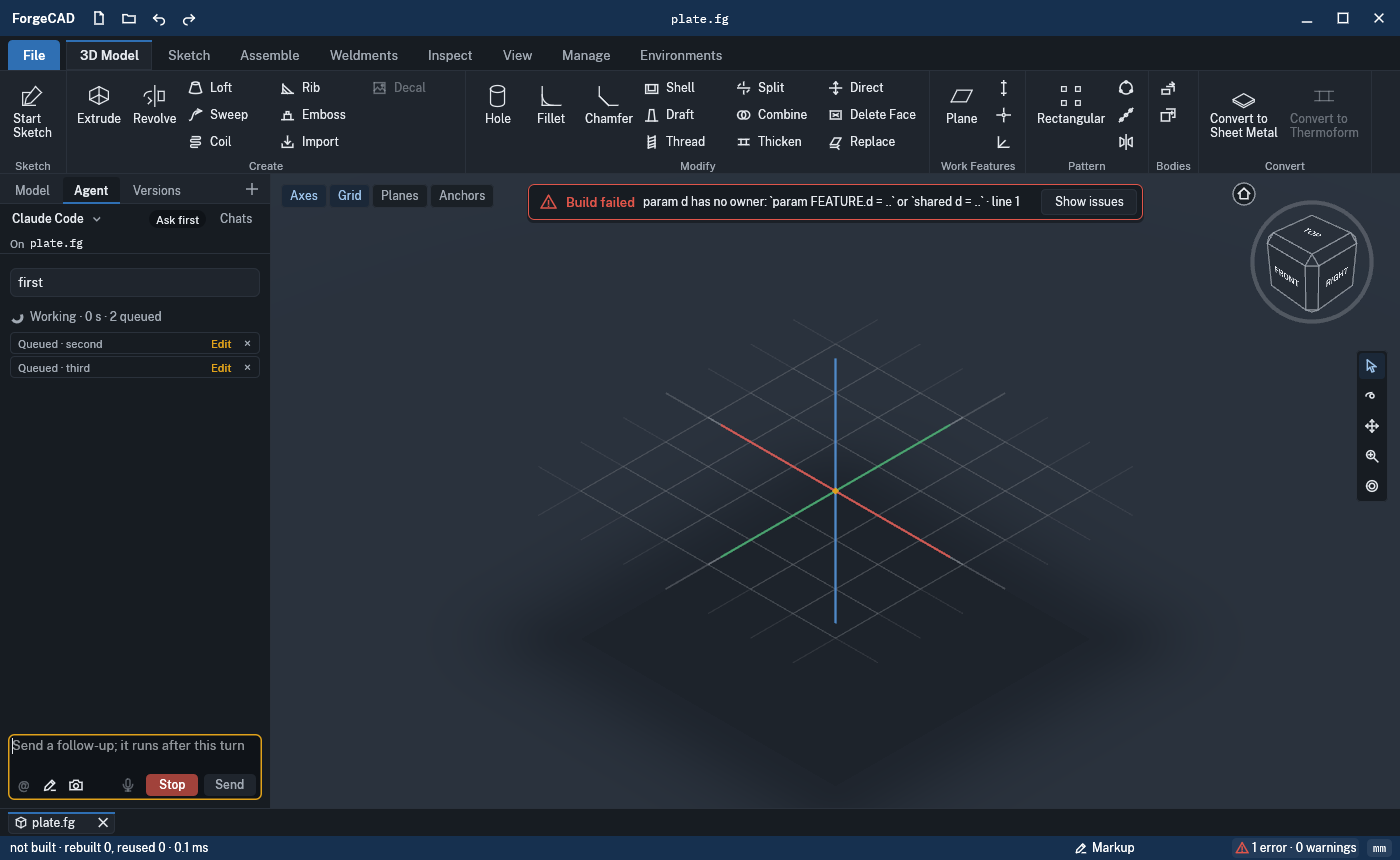 ForgeCAD
plate.fg
File
3D Model
Sketch
Assemble
Weldments
Inspect
View
Manage
Environments
Start Sketch
Extrude
Revolve
Loft
Sweep
Coil
Rib
Emboss
Import
Decal
Hole
Fillet
Chamfer
Shell
Draft
Thread
Split
Combine
Thicken
Direct
Delete Face
Replace
Plane
Rectangular
Convert to Sheet Metal
Convert to Thermoform
Sketch
Create
Modify
Work Features
Pattern
Bodies
Convert
Model
Agent
Versions
Claude Code
Ask first
Chats
On plate.fg
first
Working · 0 s · 2 queued
Queued · second Edit ×
Queued · third Edit ×
Send a follow-up; it runs after this turn
@
Stop
Send
Axes
Grid
Planes
Anchors
Build failed param d has no owner: `param FEATURE.d = ..` or `shared d = ..` · line 1
Show issues
TOP
FRONT
RIGHT
plate.fg
not built · rebuilt 0, reused 0 · 0.1 ms
Markup
1 error · 0 warnings
mm